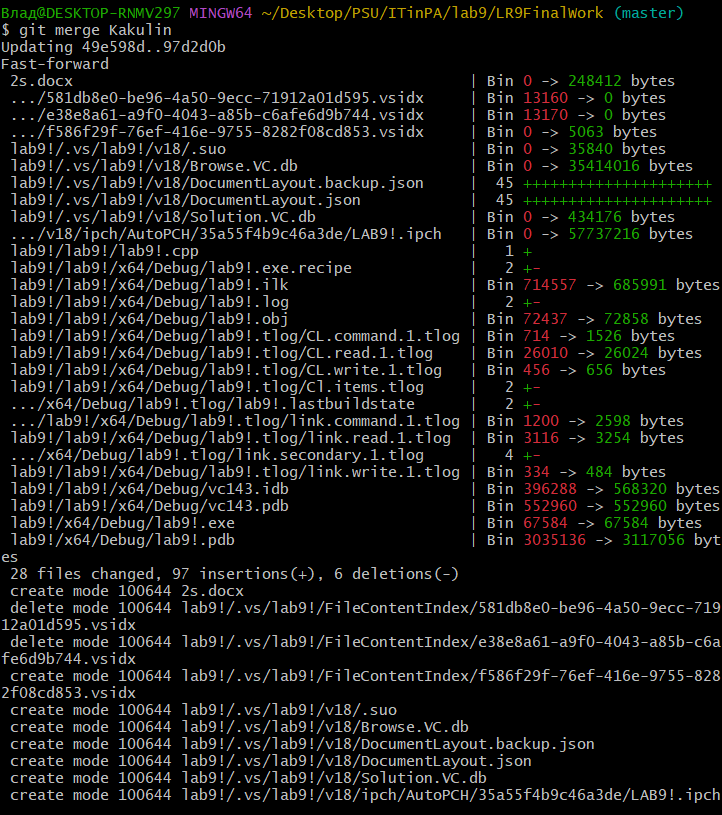 Влад@DESKTOP-RNMV297 MINGW64 ~/Desktop/PSU/ITinPA/lab9/LR9FinalWork (master)
$ git merge Kakulin
Updating 49e598d..97d2d0b
Fast-forward
 2s.docx                                            | Bin 0 -> 248412 bytes
 .../581db8e0-be96-4a50-9ecc-71912a01d595.vsidx     | Bin 13160 -> 0 bytes
 .../e38e8a61-a9f0-4043-a85b-c6afe6d9b744.vsidx     | Bin 13170 -> 0 bytes
 .../f586f29f-76ef-416e-9755-8282f08cd853.vsidx     | Bin 0 -> 5063 bytes
 lab9!/.vs/lab9!/v18/.suo                           | Bin 0 -> 35840 bytes
 lab9!/.vs/lab9!/v18/Browse.VC.db                   | Bin 0 -> 35414016 bytes
 lab9!/.vs/lab9!/v18/DocumentLayout.backup.json     |  45 +++++++++++++++++++++
 lab9!/.vs/lab9!/v18/DocumentLayout.json            |  45 +++++++++++++++++++++
 lab9!/.vs/lab9!/v18/Solution.VC.db                 | Bin 0 -> 434176 bytes
 .../v18/ipch/AutoPCH/35a55f4b9c46a3de/LAB9!.ipch   | Bin 0 -> 57737216 bytes
 lab9!/lab9!/lab9!.cpp                              |   1 +
 lab9!/lab9!/x64/Debug/lab9!.exe.recipe             |   2 +-
 lab9!/lab9!/x64/Debug/lab9!.ilk                    | Bin 714557 -> 685991 bytes
 lab9!/lab9!/x64/Debug/lab9!.log                    |   2 +-
 lab9!/lab9!/x64/Debug/lab9!.obj                    | Bin 72437 -> 72858 bytes
 lab9!/lab9!/x64/Debug/lab9!.tlog/CL.command.1.tlog | Bin 714 -> 1526 bytes
 lab9!/lab9!/x64/Debug/lab9!.tlog/CL.read.1.tlog    | Bin 26010 -> 26024 bytes
 lab9!/lab9!/x64/Debug/lab9!.tlog/CL.write.1.tlog   | Bin 456 -> 656 bytes
 lab9!/lab9!/x64/Debug/lab9!.tlog/Cl.items.tlog     |   2 +-
 .../x64/Debug/lab9!.tlog/lab9!.lastbuildstate      |   2 +-
 .../lab9!/x64/Debug/lab9!.tlog/link.command.1.tlog | Bin 1200 -> 2598 bytes
 lab9!/lab9!/x64/Debug/lab9!.tlog/link.read.1.tlog  | Bin 3116 -> 3254 bytes
 .../x64/Debug/lab9!.tlog/link.secondary.1.tlog     |   4 +-
 lab9!/lab9!/x64/Debug/lab9!.tlog/link.write.1.tlog | Bin 334 -> 484 bytes
 lab9!/lab9!/x64/Debug/vc143.idb                    | Bin 396288 -> 568320 bytes
 lab9!/lab9!/x64/Debug/vc143.pdb                    | Bin 552960 -> 552960 bytes
 lab9!/x64/Debug/lab9!.exe                          | Bin 67584 -> 67584 bytes
 lab9!/x64/Debug/lab9!.pdb                          | Bin 3035136 -> 3117056 byt
es
 28 files changed, 97 insertions(+), 6 deletions(-)
 create mode 100644 2s.docx
 delete mode 100644 lab9!/.vs/lab9!/FileContentIndex/581db8e0-be96-4a50-9ecc-719
12a01d595.vsidx
 delete mode 100644 lab9!/.vs/lab9!/FileContentIndex/e38e8a61-a9f0-4043-a85b-c6a
fe6d9b744.vsidx
 create mode 100644 lab9!/.vs/lab9!/FileContentIndex/f586f29f-76ef-416e-9755-828
2f08cd853.vsidx
 create mode 100644 lab9!/.vs/lab9!/v18/.suo
 create mode 100644 lab9!/.vs/lab9!/v18/Browse.VC.db
 create mode 100644 lab9!/.vs/lab9!/v18/DocumentLayout.backup.json
 create mode 100644 lab9!/.vs/lab9!/v18/DocumentLayout.json
 create mode 100644 lab9!/.vs/lab9!/v18/Solution.VC.db
 create mode 100644 lab9!/.vs/lab9!/v18/ipch/AutoPCH/35a55f4b9c46a3de/LAB9!.ipch